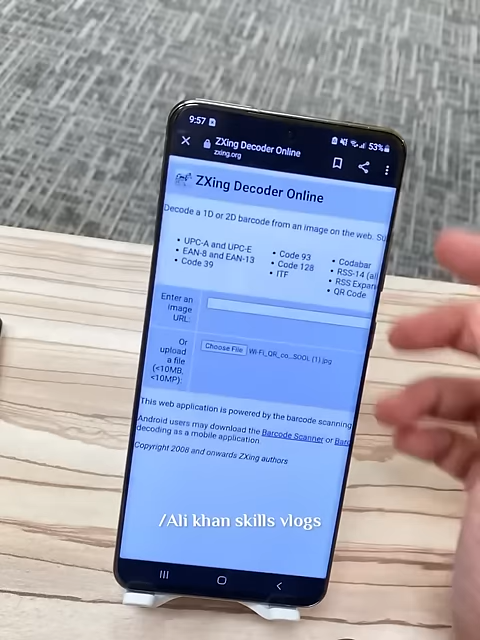 9:57
53%
ZXing Decoder Online
zxing.org
ZXing Decoder Online
Decode a 1D or 2D barcode from an image on the web.
UPC-A and UPC-E
EAN-8 and EAN-13
Code 39
Code 93
Code 128
ITF
Codabar
RSS-14 (all
RSS Expan
QR Code
Enter an
image
URL:
Or
upload
a file
(<10MB,
<10MP):
Choose File Wi-Fi_QR_co...SDOL (1).jpg
This web application is powered by the barcode scanning
Android users may download the Barcode Scanner or Barc
decoding as a mobile application.
Copyright 2008 and onwards ZXing authors
/Ali khan skills vlogs